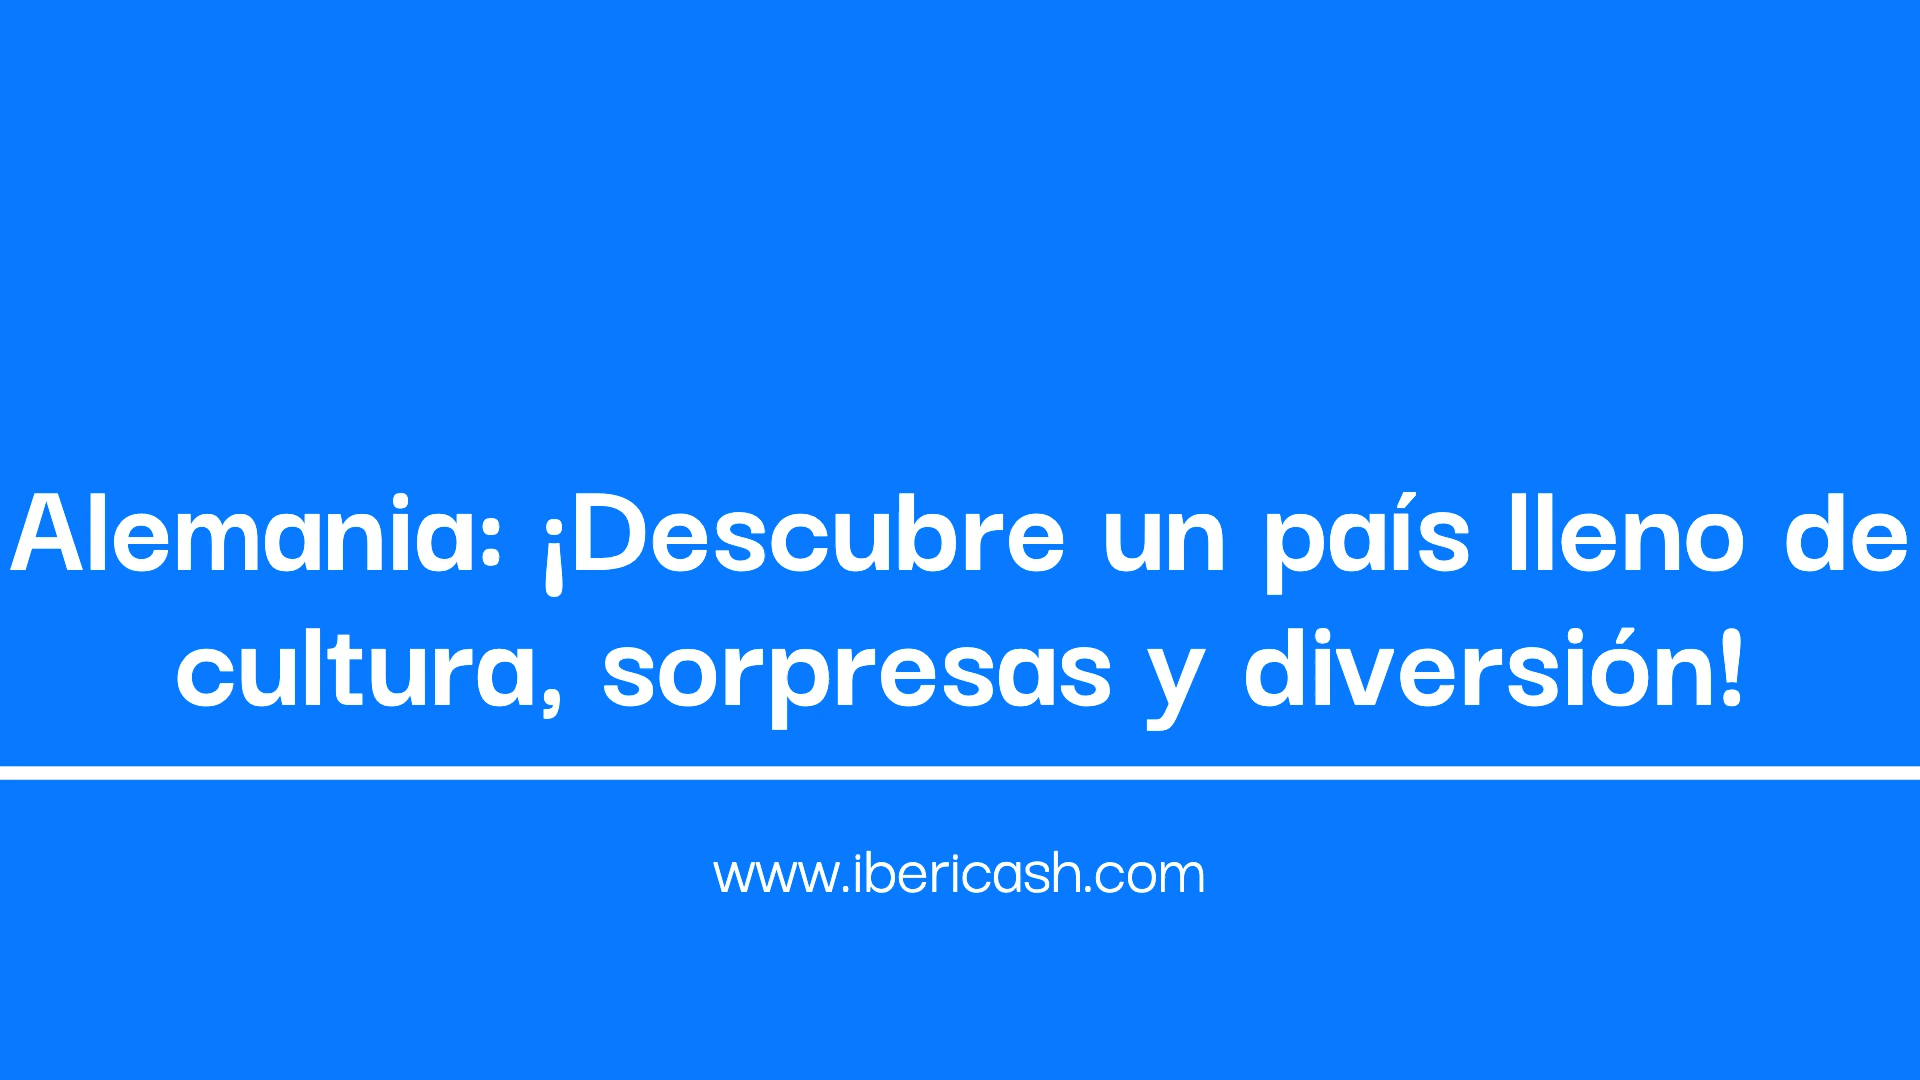 Alemania: ¡Descubre un país lleno de
cultura, sorpresas y diversión!
www.ibericash.com